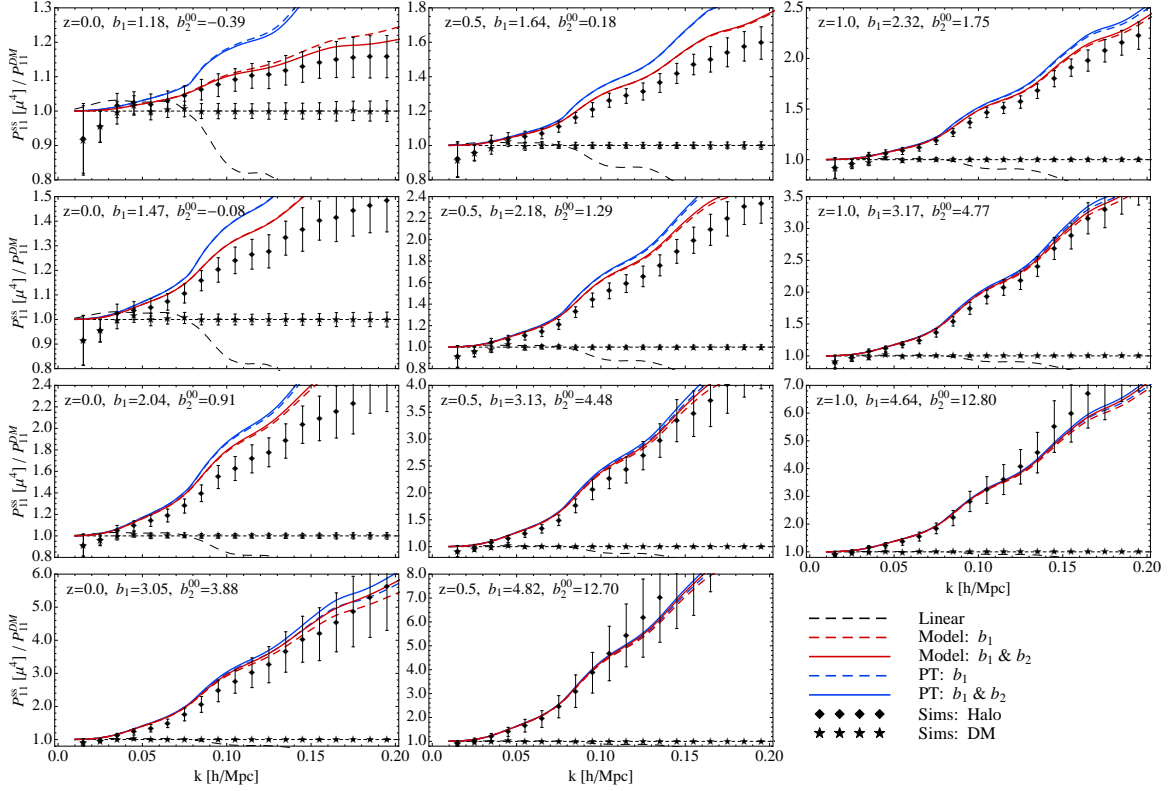 z=0.0, b₁=1.18, b₂⁰⁰=−0.39
P₁₁ˢˢ [μ⁴] / P₁₁ᴰᴹ
1.3
1.2
1.1
1.0
0.9
0.8
z=0.5, b₁=1.64, b₂⁰⁰=0.18
1.8
1.6
1.4
1.2
1.0
0.8
z=1.0, b₁=2.32, b₂⁰⁰=1.75
2.5
2.0
1.5
1.0
z=0.0, b₁=1.47, b₂⁰⁰=−0.08
P₁₁ˢˢ [μ⁴] / P₁₁ᴰᴹ
1.5
1.4
1.3
1.2
1.1
1.0
0.9
0.8
z=0.5, b₁=2.18, b₂⁰⁰=1.29
2.4
2.2
2.0
1.8
1.6
1.4
1.2
1.0
0.8
z=1.0, b₁=3.17, b₂⁰⁰=4.77
3.5
3.0
2.5
2.0
1.5
1.0
z=0.0, b₁=2.04, b₂⁰⁰=0.91
P₁₁ˢˢ [μ⁴] / P₁₁ᴰᴹ
2.4
2.2
2.0
1.8
1.6
1.4
1.2
1.0
0.8
z=0.5, b₁=3.13, b₂⁰⁰=4.48
4.0
3.5
3.0
2.5
2.0
1.5
1.0
z=1.0, b₁=4.64, b₂⁰⁰=12.80
7.0
6.0
5.0
4.0
3.0
2.0
1.0
0.00 0.05 0.10 0.15 0.20
k [h/Mpc]
z=0.0, b₁=3.05, b₂⁰⁰=3.88
P₁₁ˢˢ [μ⁴] / P₁₁ᴰᴹ
6.0
5.0
4.0
3.0
2.0
1.0
0.00 0.05 0.10 0.15 0.20
k [h/Mpc]
z=0.5, b₁=4.82, b₂⁰⁰=12.70
8.0
7.0
6.0
5.0
4.0
3.0
2.0
1.0
0.00 0.05 0.10 0.15 0.20
k [h/Mpc]
Linear
Model: b₁
Model: b₁ & b₂
PT: b₁
PT: b₁ & b₂
Sims: Halo
Sims: DM